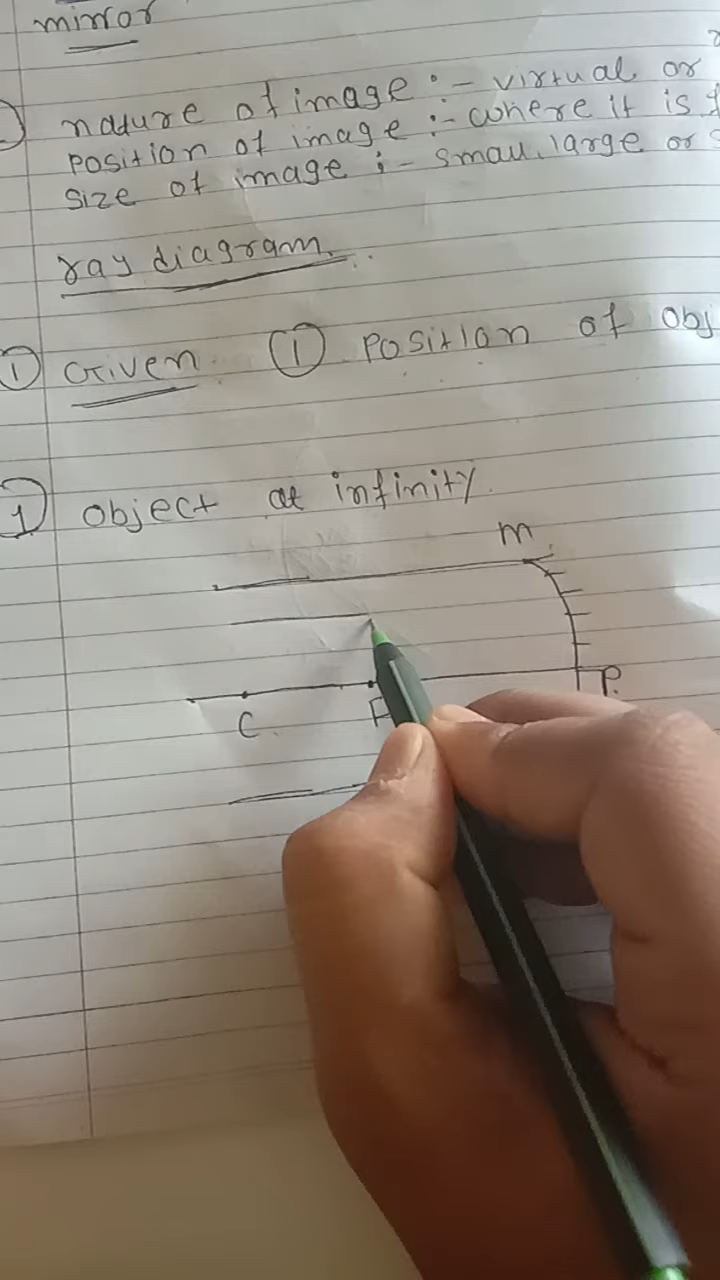 mirror
nature of image :- virtual or
position of image :- where it is
size of image :- small, large or
ray diagram.
① Given ① Position of obj
① object at infinity.
m
P.
C
F